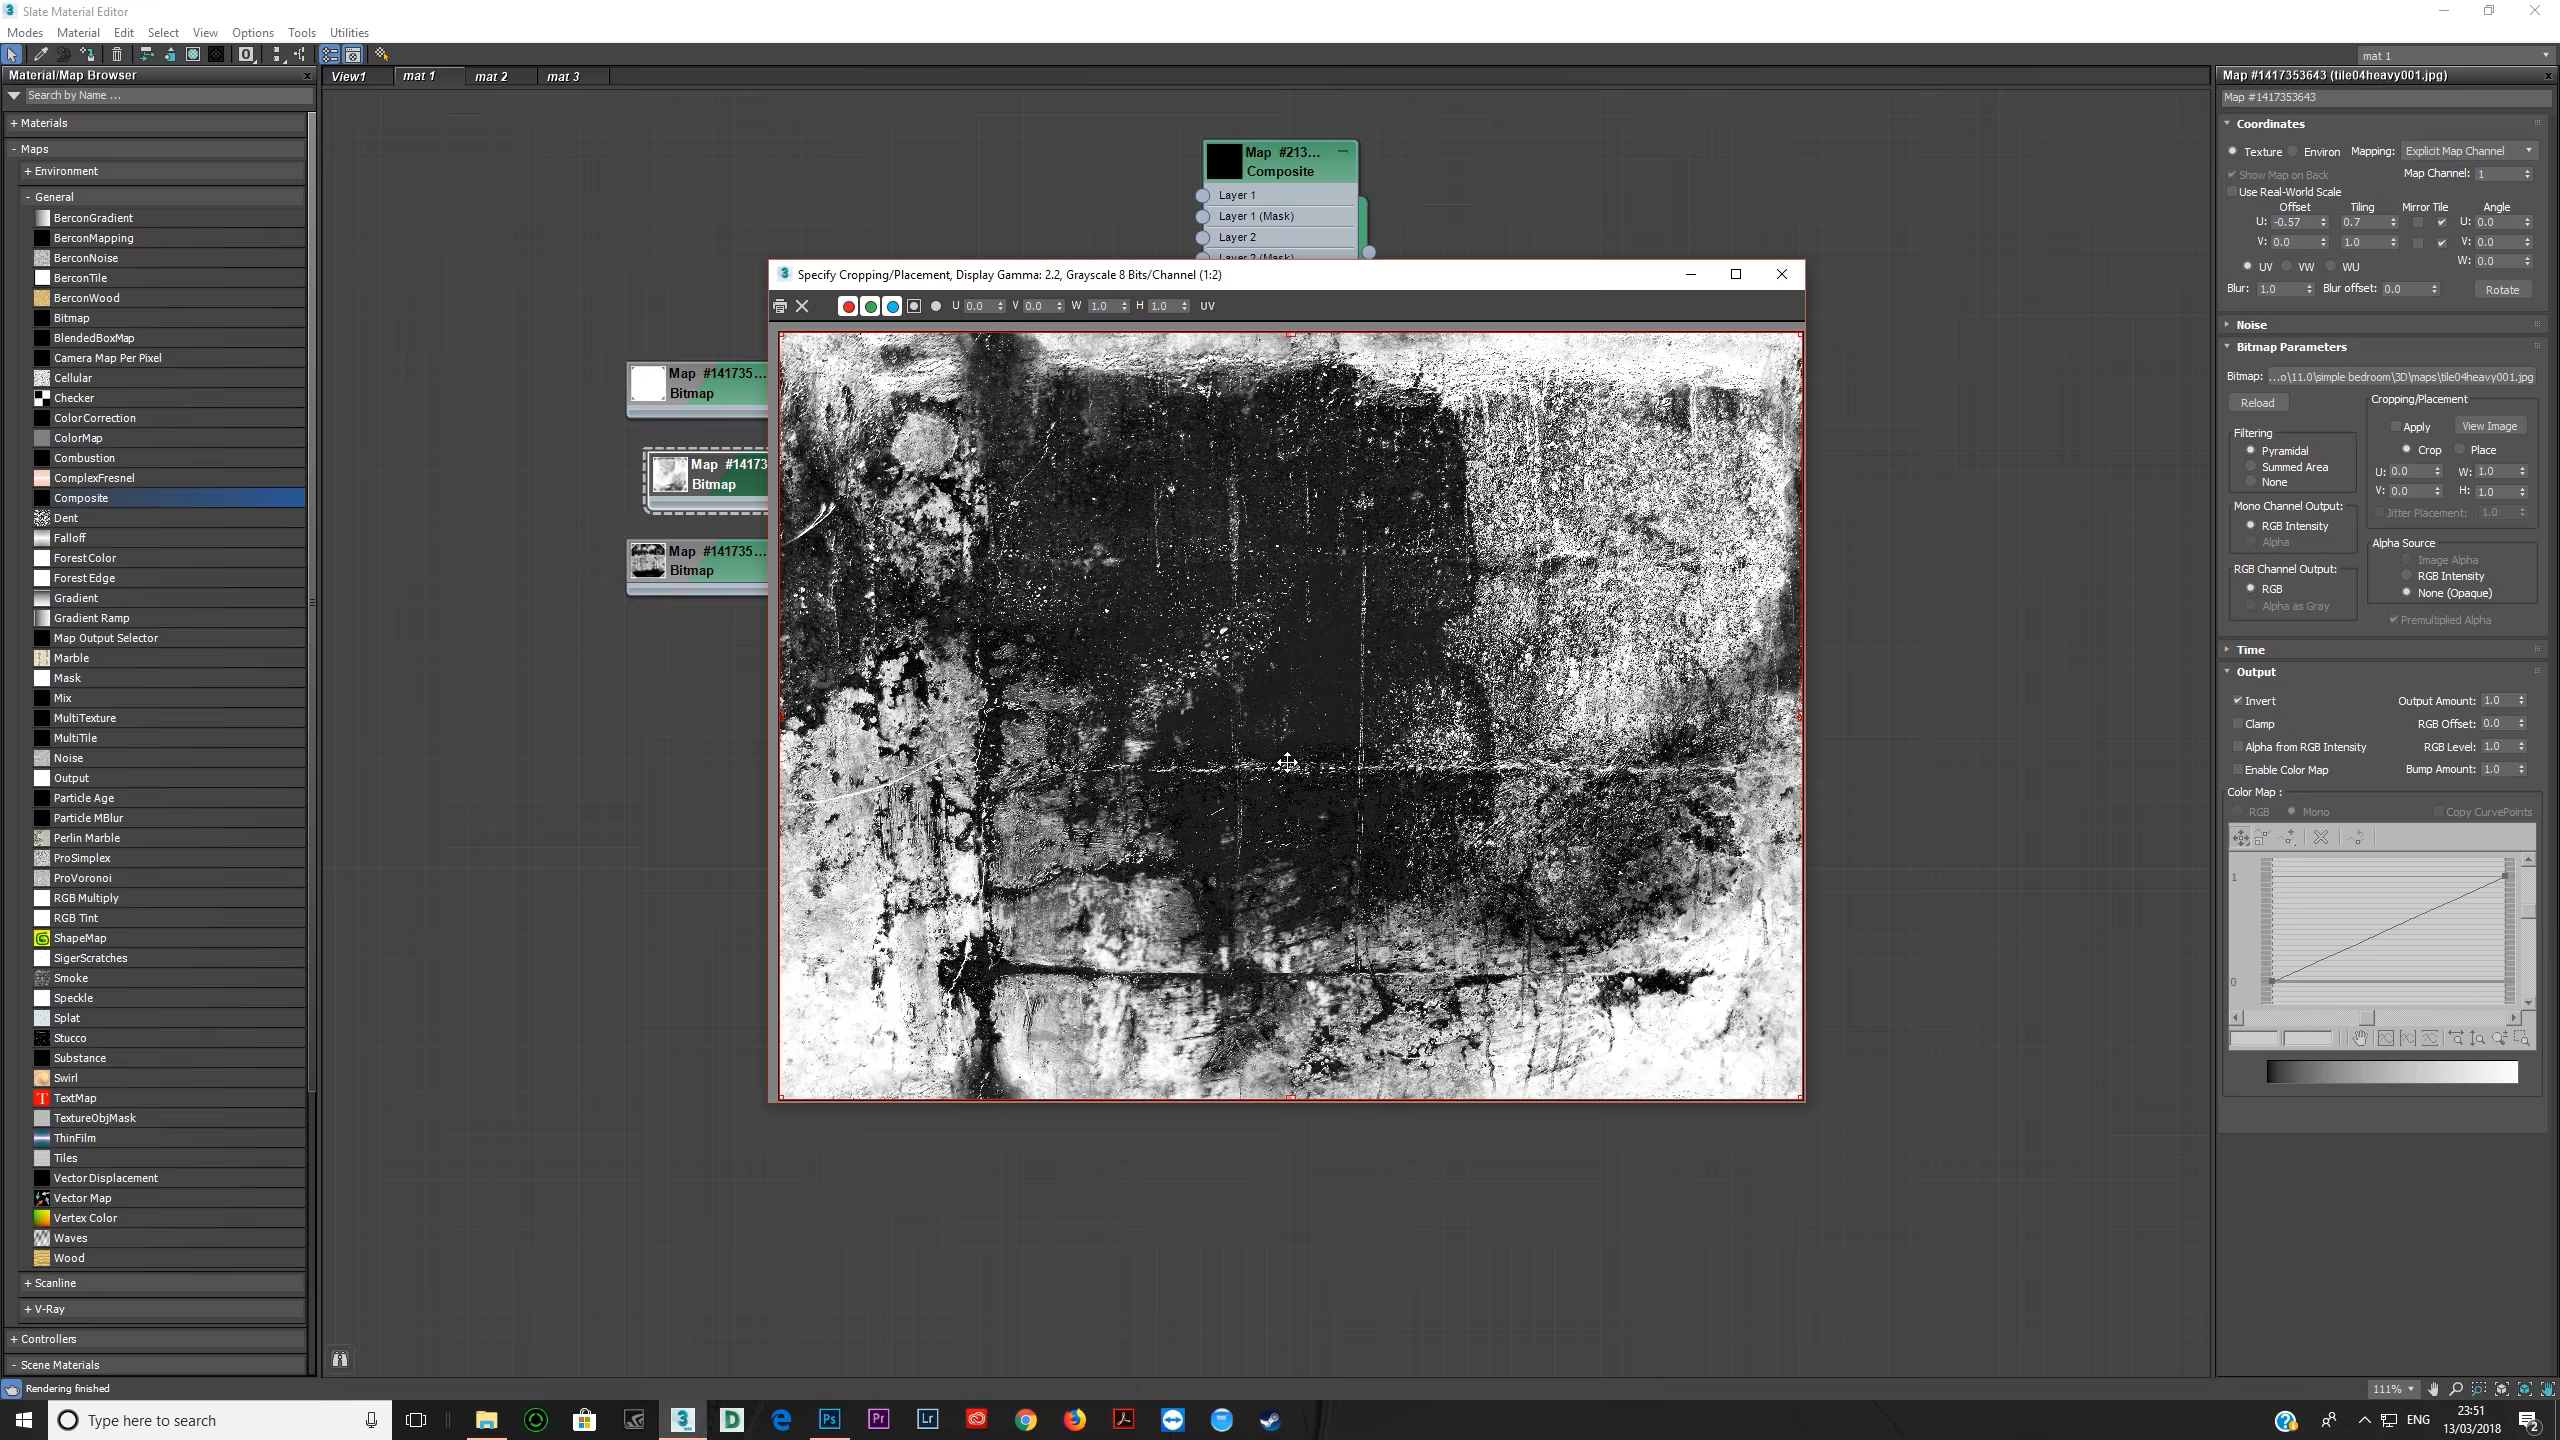 Slate Material Editor
Modes Material Edit Select View Options Tools Utilities
mat 1
Material/Map Browser
View1 mat 1 mat 2 mat 3
Search by Name ...
+ Materials
- Maps
+ Environment
- General
BerconGradient
BerconMapping
BerconNoise
BerconTile
BerconWood
Bitmap
BlendedBoxMap
Camera Map Per Pixel
Cellular
Checker
ColorCorrection
ColorMap
Combustion
ComplexFresnel
Composite
Dent
Falloff
ForestColor
Forest Edge
Gradient
Gradient Ramp
Map Output Selector
Marble
Mask
Mix
MultiTexture
MultiTile
Noise
Output
Particle Age
Particle MBlur
Perlin Marble
ProSimplex
ProVoronoi
RGB Multiply
RGB Tint
ShapeMap
SigerScratches
Smoke
Speckle
Splat
Stucco
Substance
Swirl
TextMap
TextureObjMask
ThinFilm
Tiles
Vector Displacement
Vector Map
Vertex Color
Waves
Wood
+ Scanline
+ V-Ray
+ Controllers
- Scene Materials
Rendering finished
Map #213...
Composite
Layer 1
Layer 1 (Mask)
Layer 2
Layer 2 (Mask)
Map #141735...
Bitmap
Map #14173
Bitmap
Map #141735...
Bitmap
Specify Cropping/Placement, Display Gamma: 2.2, Grayscale 8 Bits/Channel (1:2)
U 0.0 V 0.0 W 1.0 H 1.0 UV
Map #1417353643 (tile04heavy001.jpg)
Map #1417353643
Coordinates
Texture Environ Mapping: Explicit Map Channel
Show Map on Back Map Channel: 1
Use Real-World Scale
Offset Tiling Mirror Tile Angle
U: -0.57 0.7 U: 0.0
V: 0.0 1.0 V: 0.0
UV VW WU W: 0.0
Blur: 1.0 Blur offset: 0.0 Rotate
Noise
Bitmap Parameters
Bitmap: ...o\11.0\simple bedroom\3D\maps\tile04heavy001.jpg
Reload
Cropping/Placement
Apply View Image
Crop Place
U: 0.0 W: 1.0
V: 0.0 H: 1.0
Jitter Placement: 1.0
Filtering
Pyramidal
Summed Area
None
Mono Channel Output:
RGB Intensity
Alpha
RGB Channel Output:
RGB
Alpha as Gray
Alpha Source
Image Alpha
RGB Intensity
None (Opaque)
Premultiplied Alpha
Time
Output
Invert Output Amount: 1.0
Clamp RGB Offset: 0.0
Alpha from RGB Intensity RGB Level: 1.0
Enable Color Map Bump Amount: 1.0
Color Map :
RGB Mono Copy CurvePoints
1
0
111%
Type here to search
Ps Pr Lr
ENG
23:51
13/03/2018
2